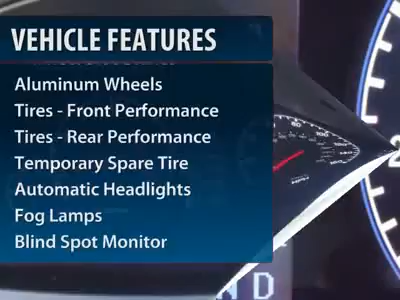 VEHICLE FEATURES
Aluminum Wheels
Tires - Front Performance
Tires - Rear Performance
Temporary Spare Tire
Automatic Headlights
Fog Lamps
Blind Spot Monitor
D